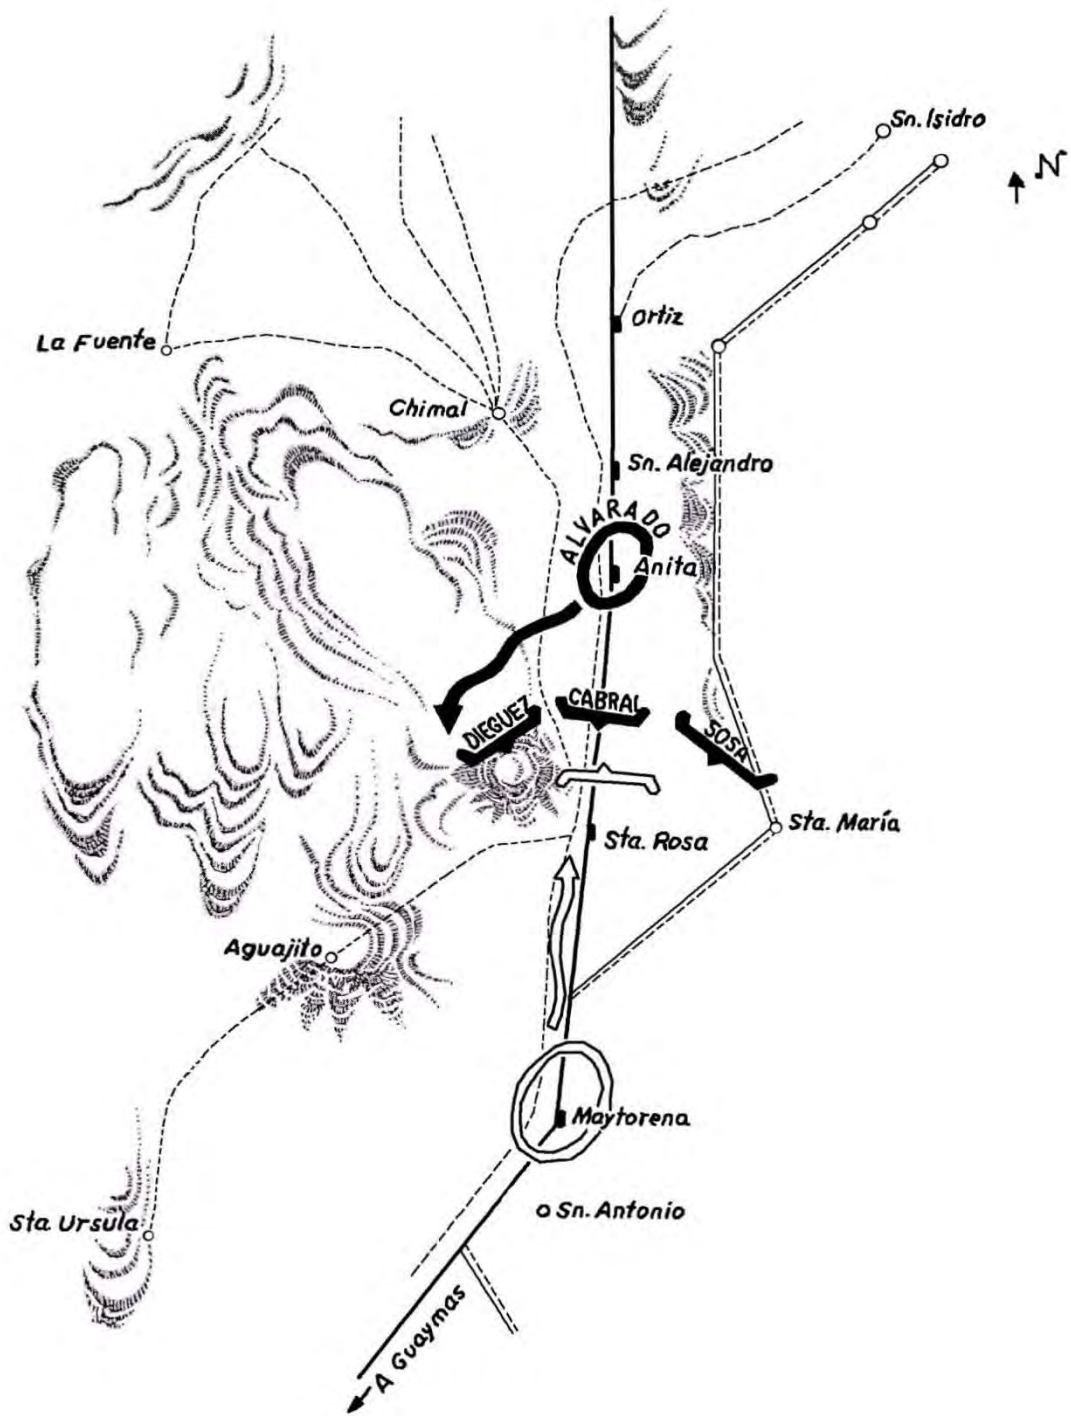 Sn. Isidro
N
Ortiz
La Fuente
Chimal
Sn. Alejandro
ALVARADO
Anita
DIEGUEZ
CABRAL
SOSA
Sta. María
Sta. Rosa
Aguajito
Maytorena
Sn. Antonio
Sta Ursula
A Guaymas